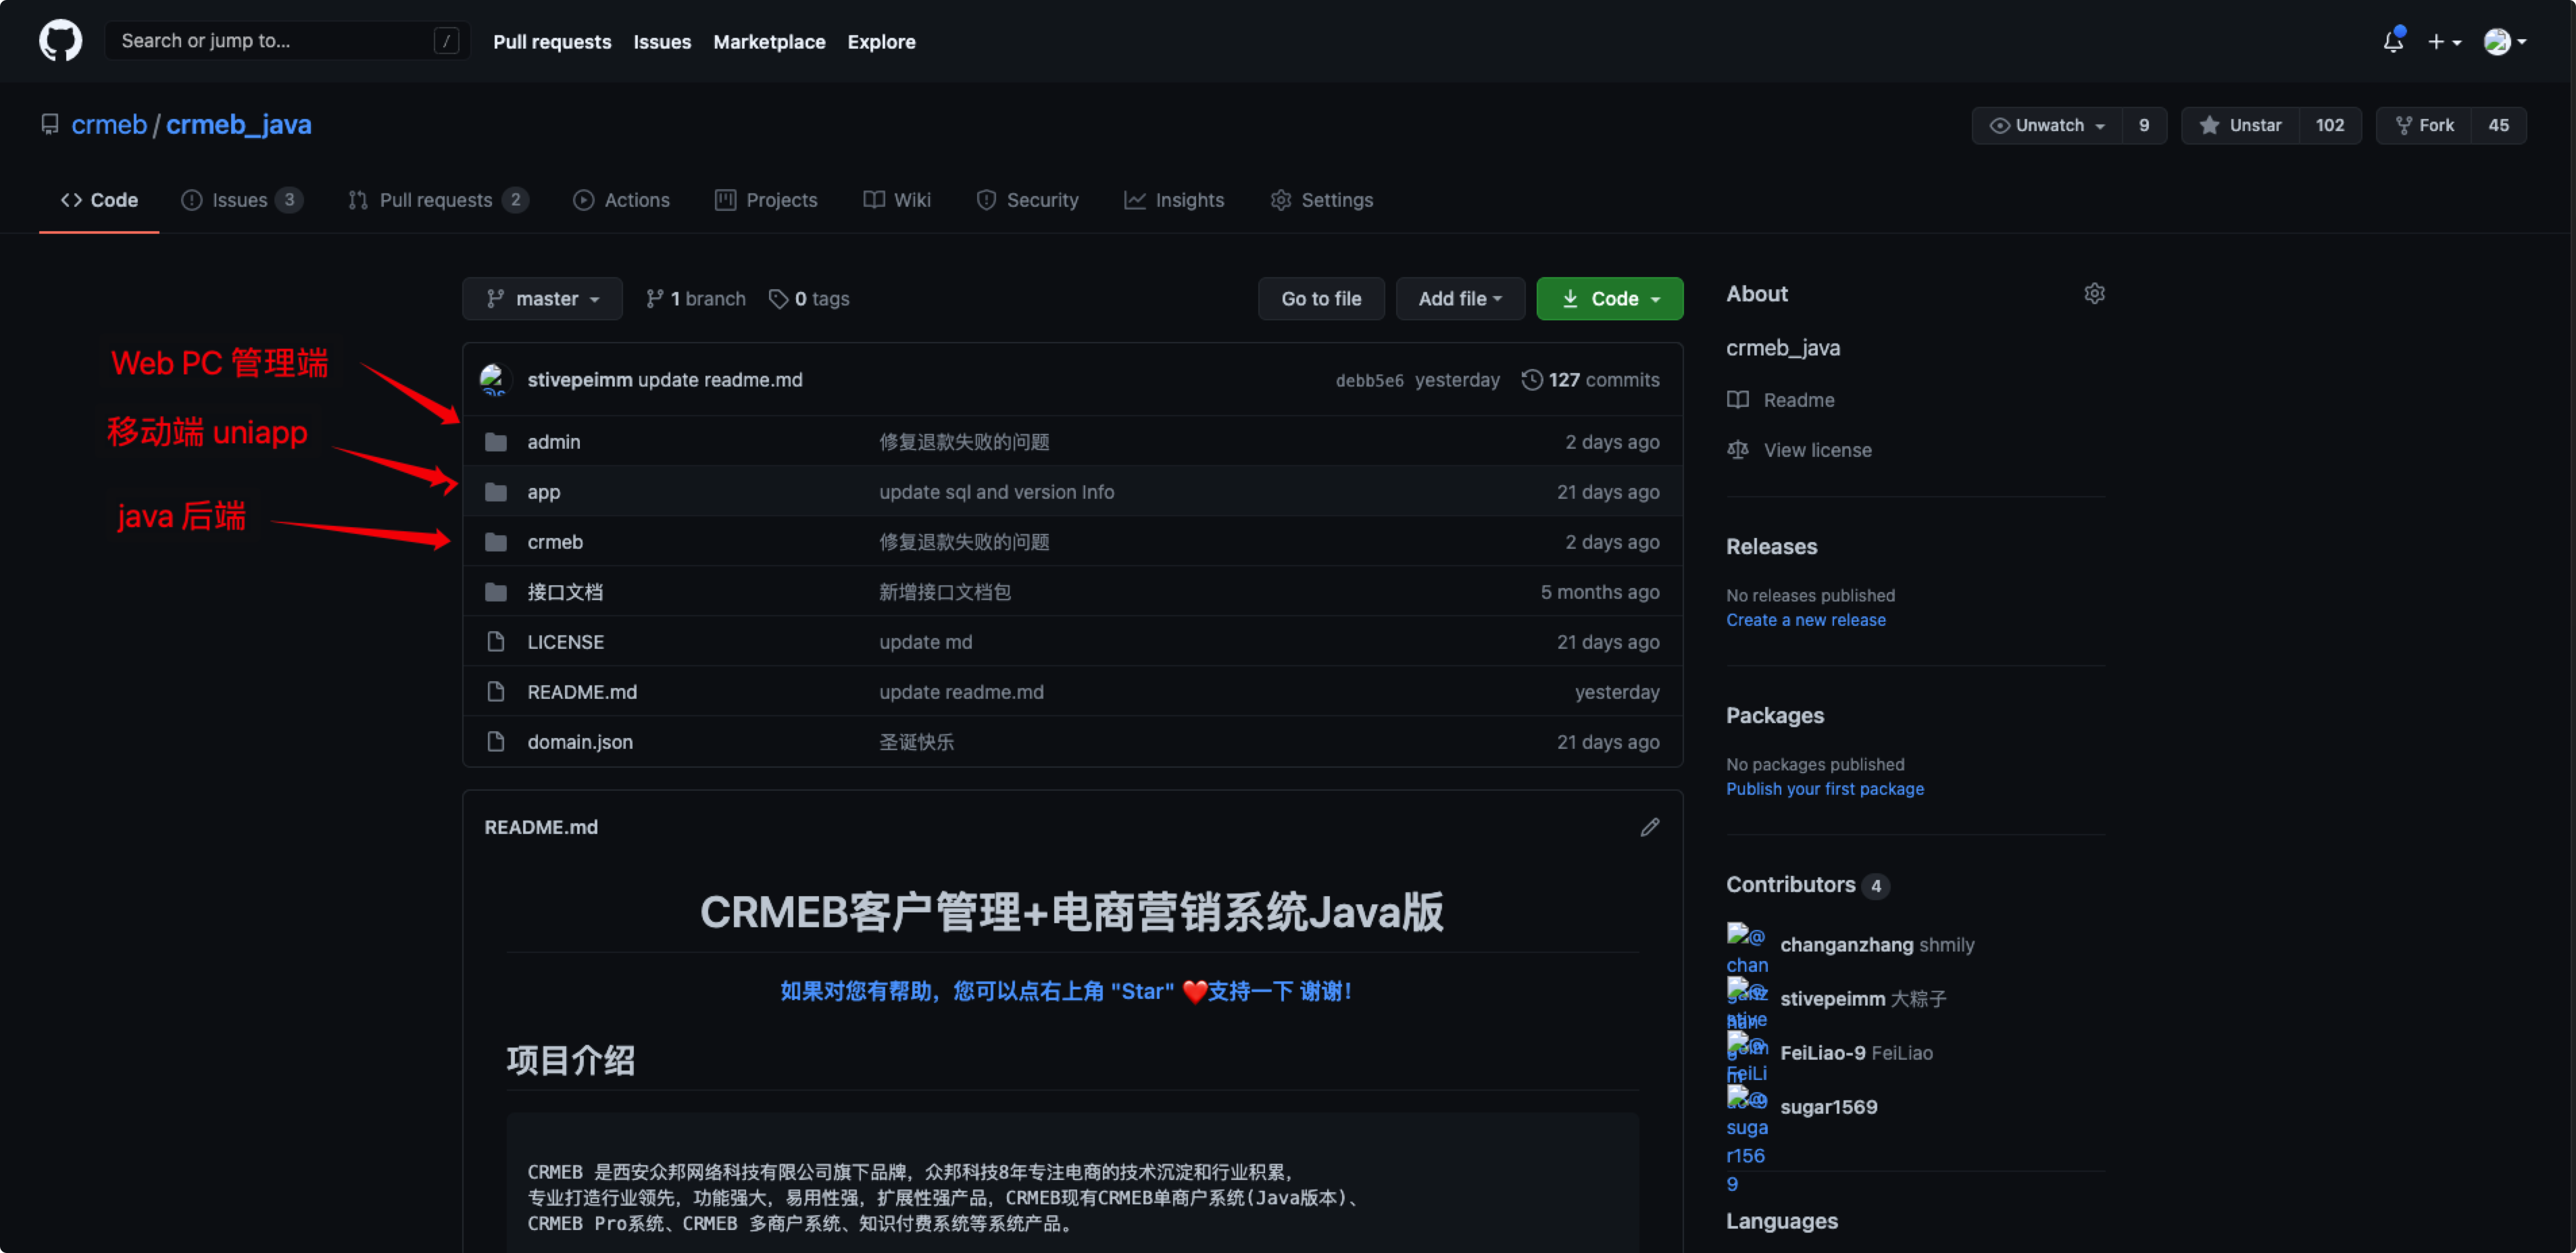 Search or jump to... /
Pull requests Issues Marketplace Explore
crmeb / crmeb_java
Unwatch 9 Unstar 102 Fork 45
Code Issues 3 Pull requests 2 Actions Projects Wiki Security Insights Settings
master 1 branch 0 tags Go to file Add file Code
Web PC 管理端
移动端 uniapp
java 后端
stivepeimm update readme.md debb5e6 yesterday 127 commits
admin 修复退款失败的问题 2 days ago
app update sql and version Info 21 days ago
crmeb 修复退款失败的问题 2 days ago
接口文档 新增接口文档包 5 months ago
LICENSE update md 21 days ago
README.md update readme.md yesterday
domain.json 圣诞快乐 21 days ago
README.md
CRMEB客户管理+电商营销系统Java版
如果对您有帮助，您可以点右上角 "Star" ❤️支持一下 谢谢！
项目介绍
CRMEB 是西安众邦网络科技有限公司旗下品牌，众邦科技8年专注电商的技术沉淀和行业积累，
专业打造行业领先，功能强大，易用性强，扩展性强产品，CRMEB现有CRMEB单商户系统(Java版本)、
CRMEB Pro系统、CRMEB 多商户系统、知识付费系统等系统产品。
About
crmeb_java
Readme
View license
Releases
No releases published
Create a new release
Packages
No packages published
Publish your first package
Contributors 4
changanzhang shmily
stivepeimm 大粽子
FeiLiao-9 FeiLiao
sugar1569
@
chan
suga
r156
9
Languages